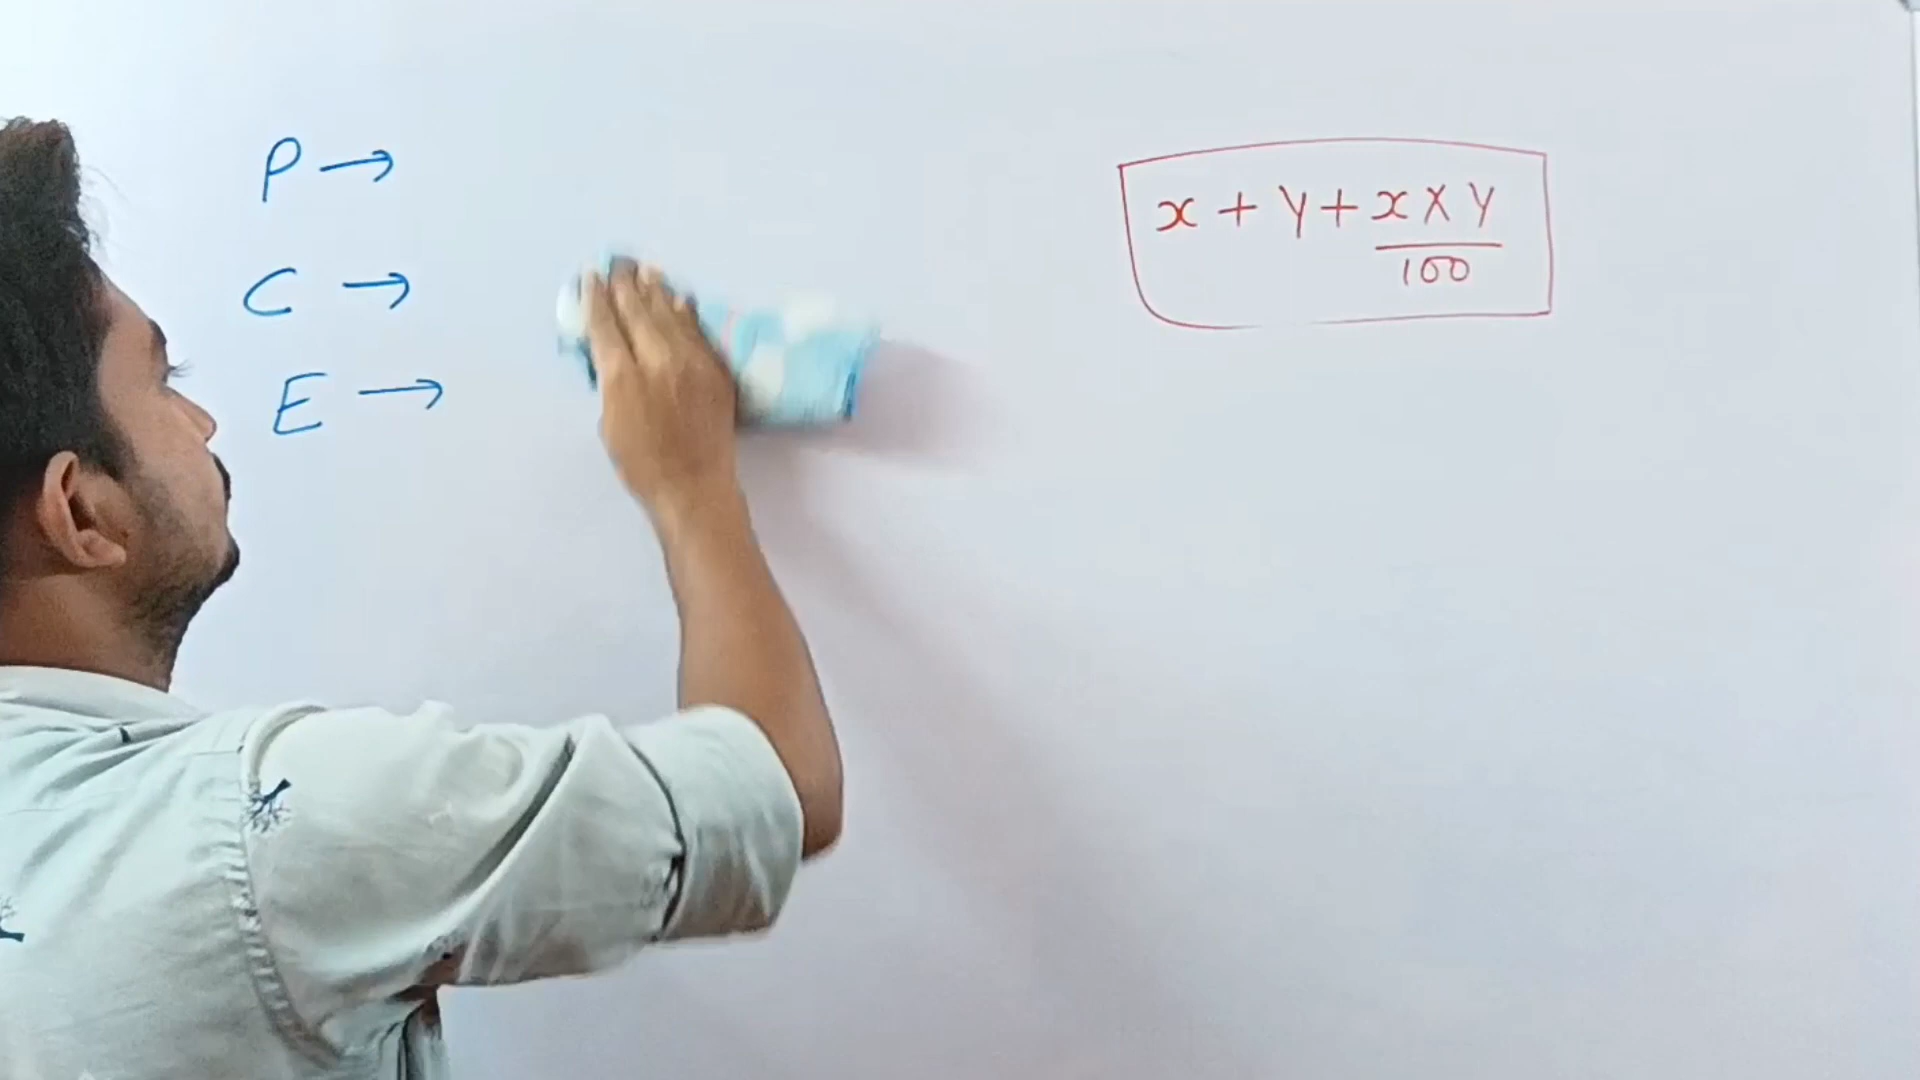 P →
C →
E →
x + y + x × y
100